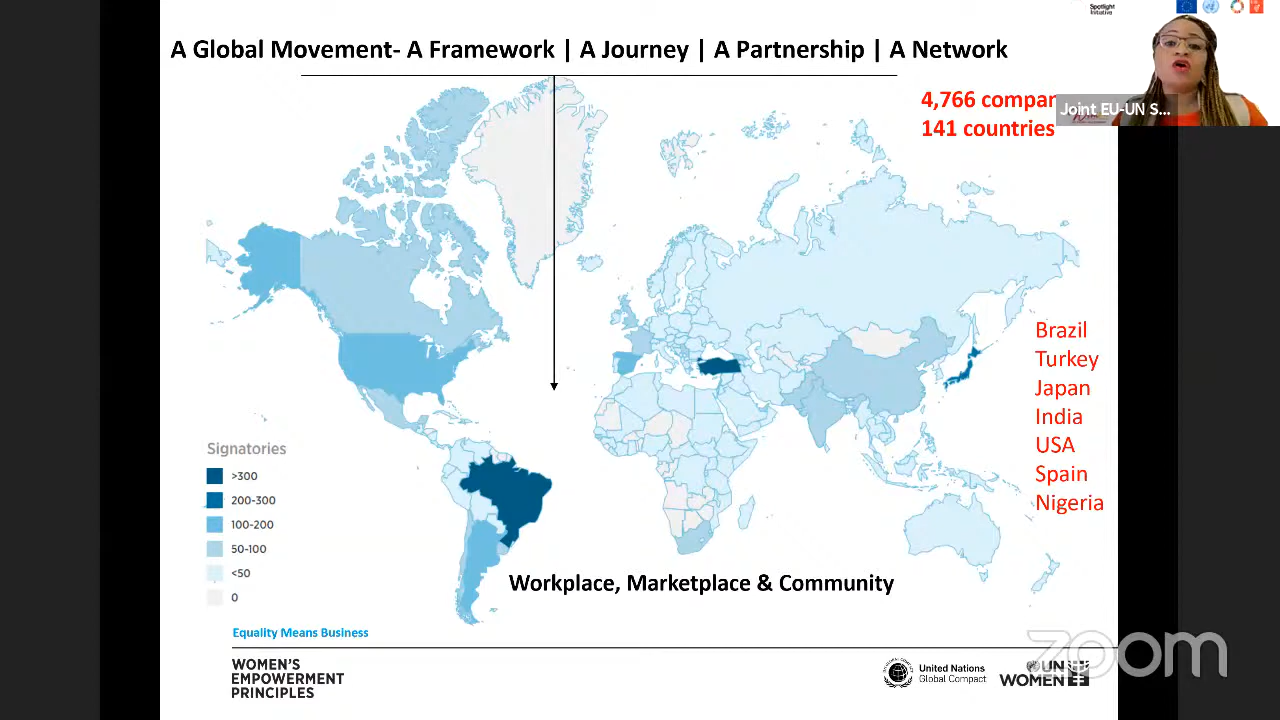 Spotlight
Initiative
A Global Movement- A Framework | A Journey | A Partnership | A Network
4,766 compar
141 countries
Joint EU-UN S...
Brazil
Turkey
Japan
India
USA
Spain
Nigeria
Signatories
>300
200-300
100-200
50-100
<50
0
Workplace, Marketplace & Community
Equality Means Business
WOMEN'S
EMPOWERMENT
PRINCIPLES
United Nations
Global Compact
UN
WOMEN
zoom